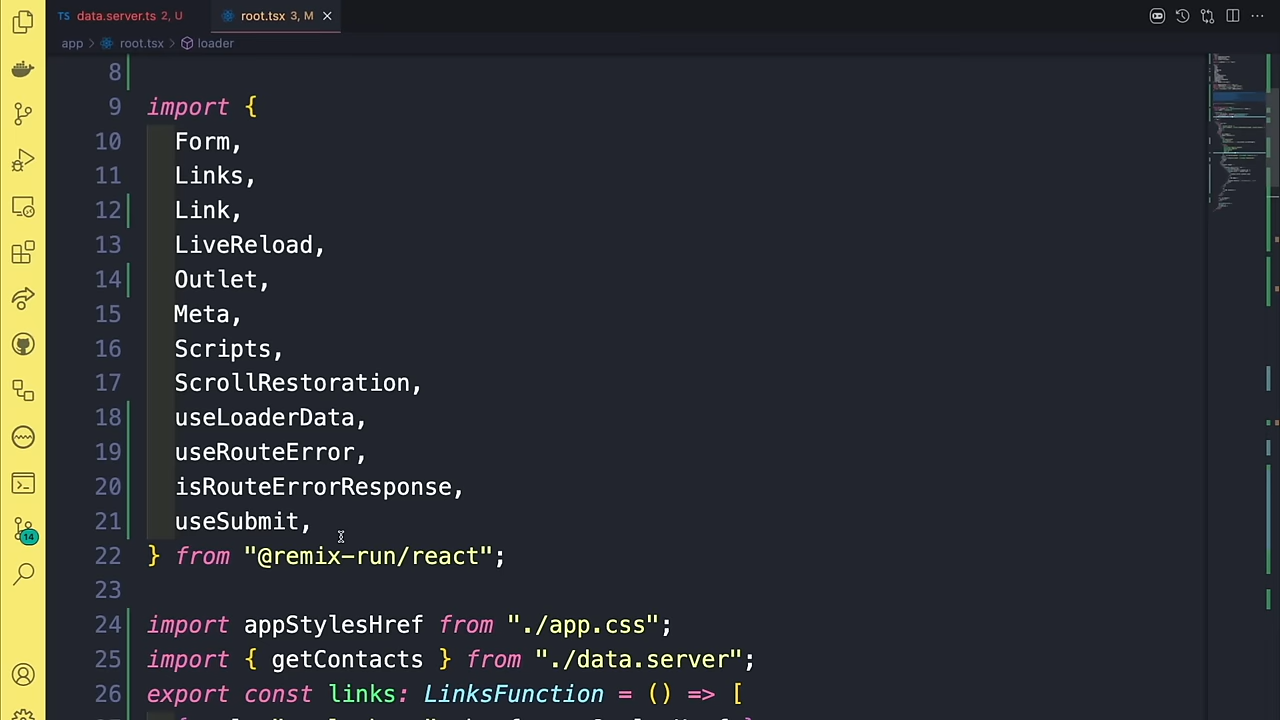 data.server.ts 2, U
root.tsx 3, M
app > root.tsx > loader
8
9 import {
10 Form,
11 Links,
12 Link,
13 LiveReload,
14 Outlet,
15 Meta,
16 Scripts,
17 ScrollRestoration,
18 useLoaderData,
19 useRouteError,
20 isRouteErrorResponse,
21 useSubmit,
22 } from "@remix-run/react";
23
24 import appStylesHref from "./app.css";
25 import { getContacts } from "./data.server";
26 export const links: LinksFunction = () => [
14